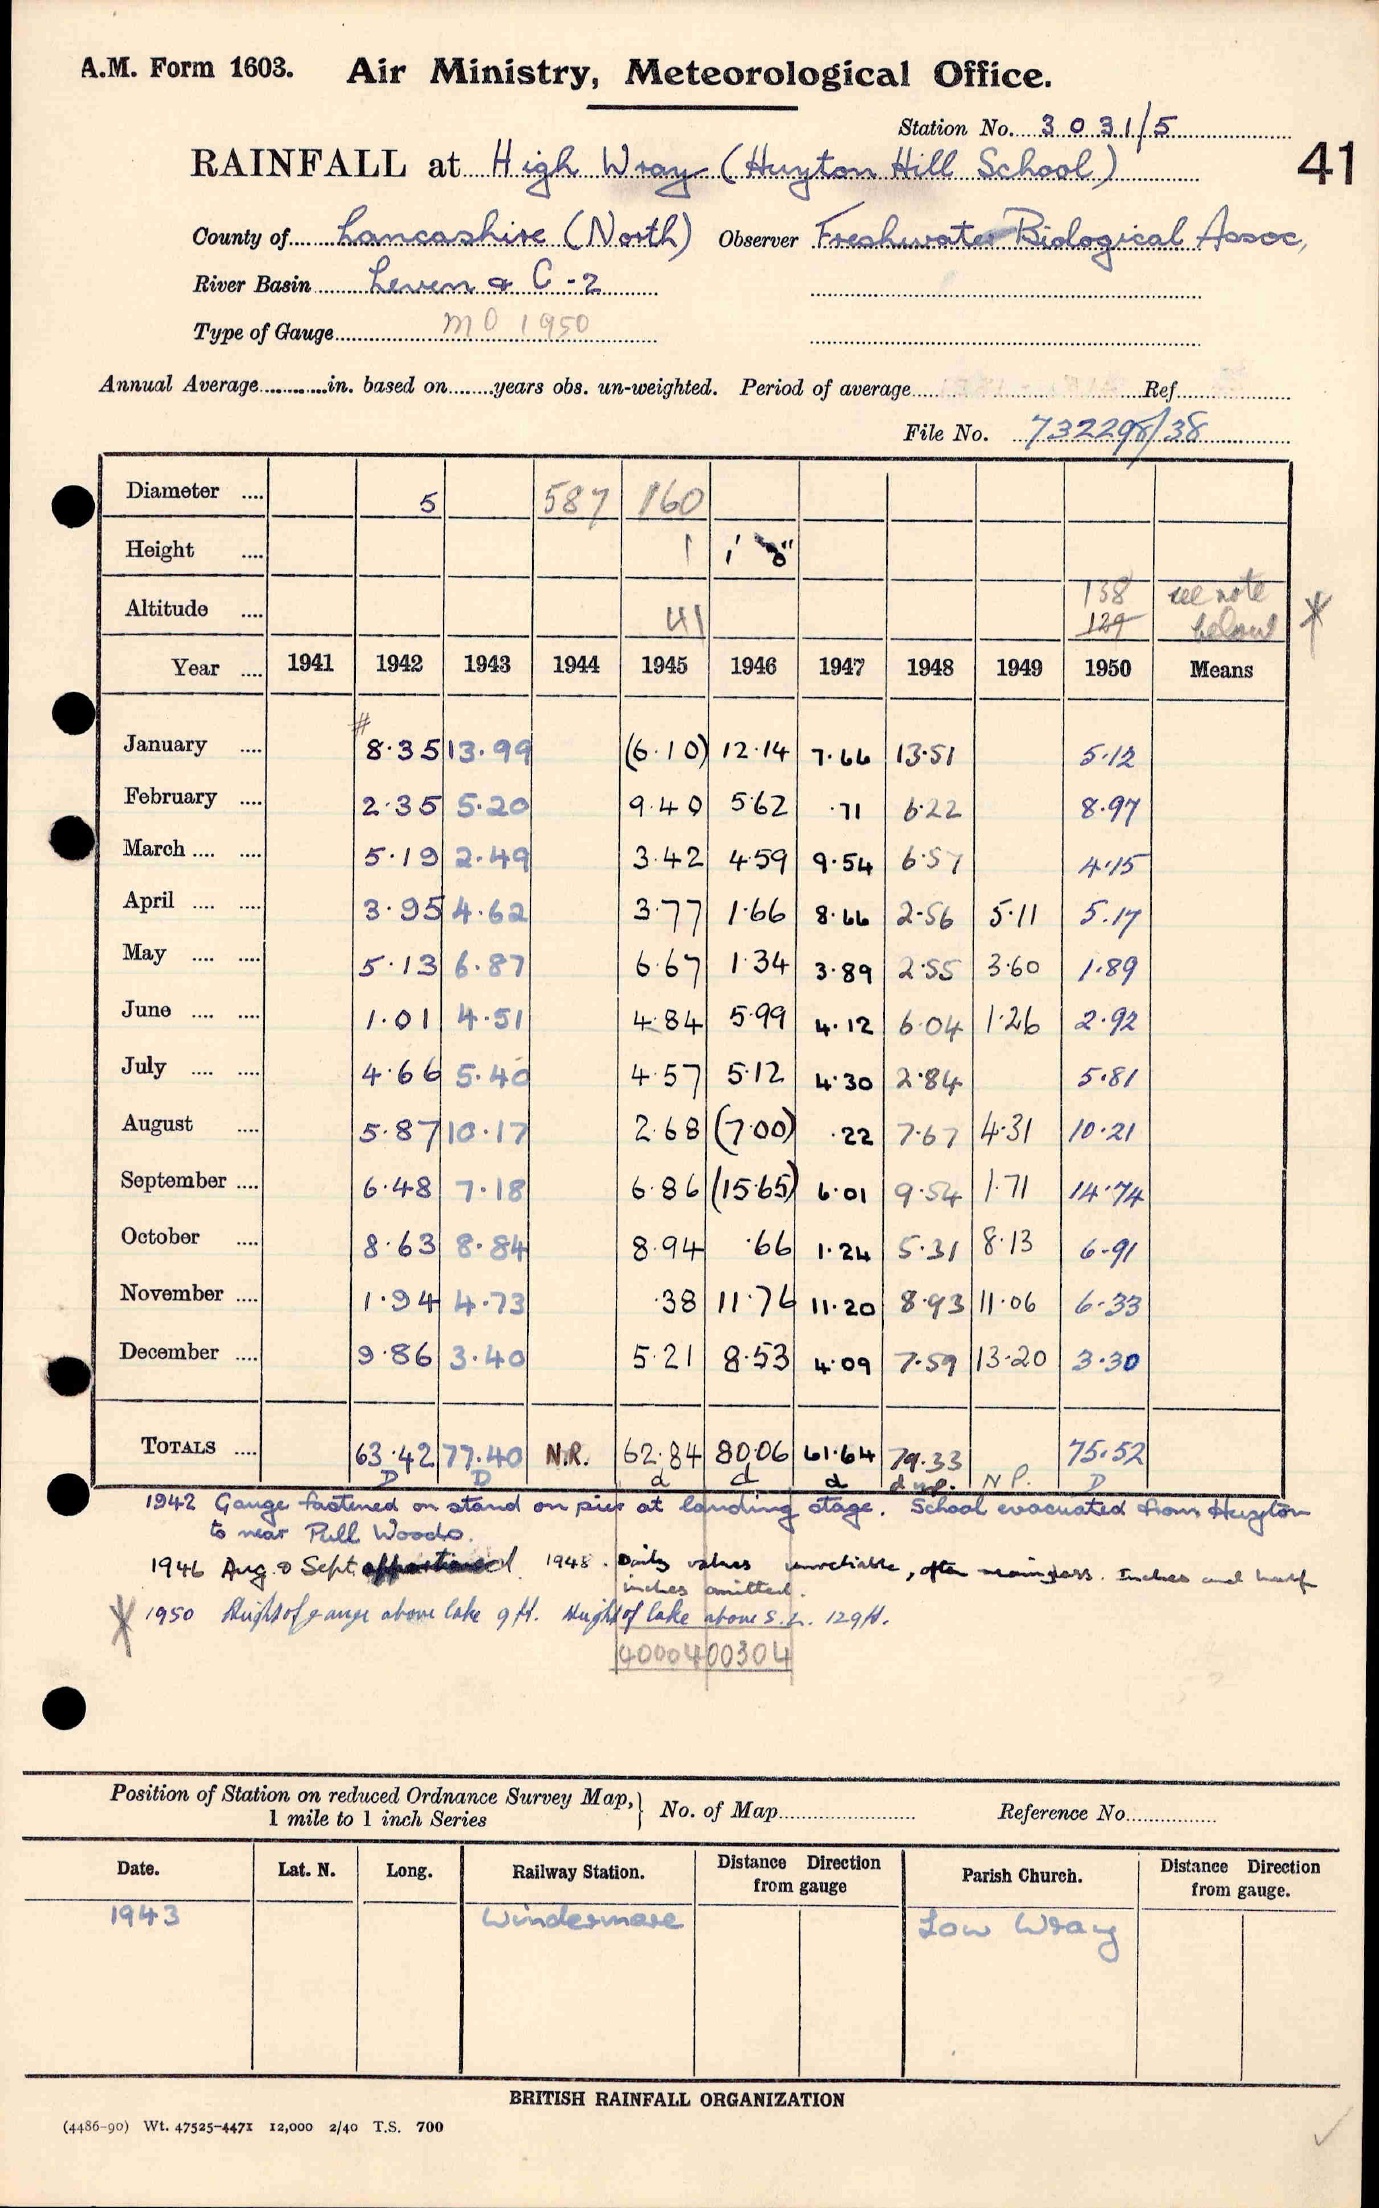 A.M. Form 1603. Air Ministry, Meteorological Office.
Station No. 3031/5
41
RAINFALL at High Wray (Huyton Hill School)
County of Lancashire (North) Observer Freshwater Biological Assoc,
River Basin Leven & C-2
Type of Gauge MO 1950
Annual Average in. based on years obs. un-weighted. Period of average Ref
File No. 732298/38
Diameter 5 587 160
Height 1 1' 8"
138 see note
Altitude 41 129 below *
Year 1941 1942 1943 1944 1945 1946 1947 1948 1949 1950 Means
January # 8.35 13.99 (6.10) 12.14 7.66 13.51 5.12
February 2.35 5.20 9.40 5.62 .71 6.22 8.97
March 5.19 2.49 3.42 4.59 9.54 6.57 4.15
April 3.95 4.62 3.77 1.66 8.66 2.56 5.11 5.17
May 5.13 6.87 6.67 1.34 3.89 2.55 3.60 1.89
June 1.01 4.51 4.84 5.99 4.12 6.04 1.26 2.92
July 4.66 5.40 4.57 5.12 4.30 2.84 5.81
August 5.87 10.17 2.68 (7.00) .22 7.67 4.31 10.21
September 6.48 7.18 6.86 (15.65) 6.01 9.54 1.71 14.74
October 8.63 8.84 8.94 .66 1.24 5.31 8.13 6.91
November 1.94 4.73 .38 11.76 11.20 8.93 11.06 6.33
December 9.86 3.40 5.21 8.53 4.09 7.59 13.20 3.30
TOTALS 63.42 77.40 N.R. 62.84 80.06 61.64 79.33 75.52
D D d d d d n.p. N P. D
1942 Gauge fastened on stand on pier at landing stage. School evacuated from Huyton
to near Pull Woods.
1946 Aug & Sept apportioned. 1948. Daily values unreliable, often meaningless. Inches and half
inches omitted.
* 1950 Height of gauge above lake 9ft. Height of lake above S.L. 129ft.
40004 00304
Position of Station on reduced Ordnance Survey Map,
1 mile to 1 inch Series
No. of Map Reference No
Date. Lat. N. Long. Railway Station. Distance Direction from gauge Parish Church. Distance Direction from gauge.
1943 Windermere Low Wray
BRITISH RAINFALL ORGANIZATION
(4486-90) Wt. 47525-4471 12,000 2/40 T.S. 700